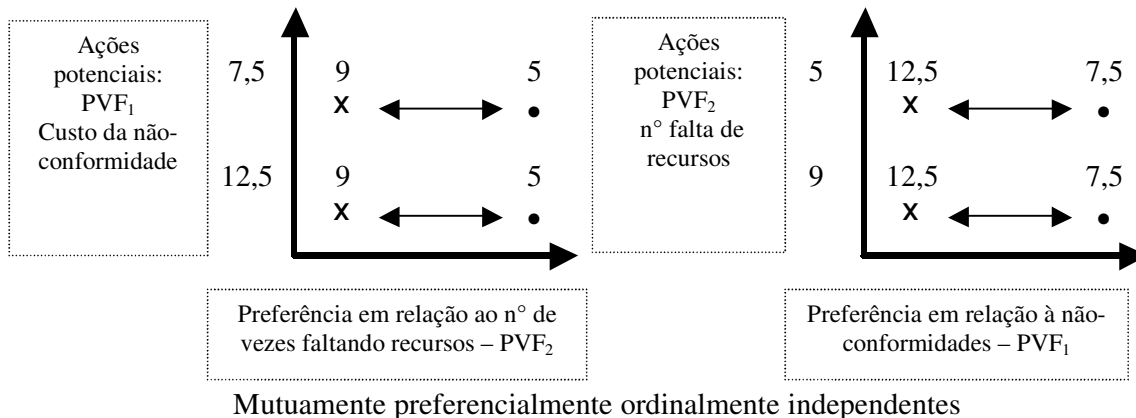 Ações
potenciais:
PVF₁
Custo da não-
conformidade
7,5
9
5
x
•
12,5
9
5
x
•
Preferência em relação ao n° de
vezes faltando recursos – PVF₂
Ações
potenciais:
PVF₂
n° falta de
recursos
5
12,5
7,5
x
•
9
12,5
7,5
x
•
Preferência em relação à não-
conformidades – PVF₁
Mutuamente preferencialmente ordinalmente independentes